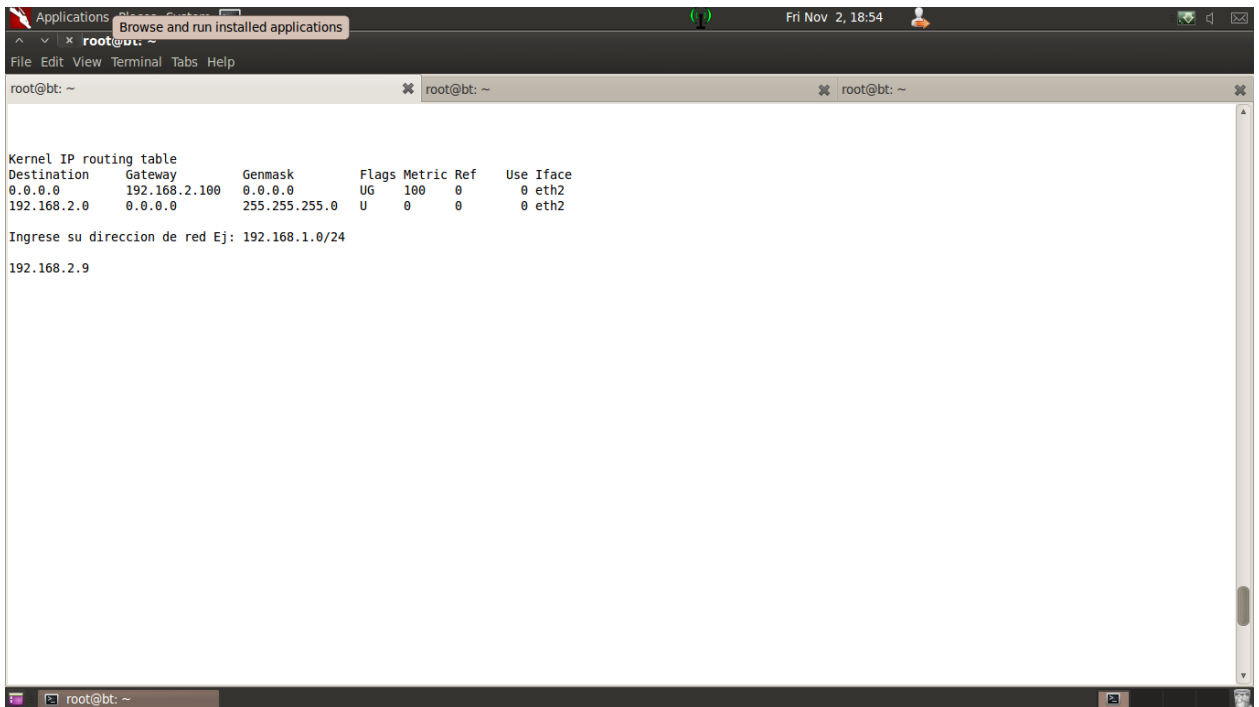 Applications
Fri Nov 2, 18:54
Browse and run installed applications
File Edit View Terminal Tabs Help
root@bt: ~ root@bt: ~ root@bt: ~
Kernel IP routing table
Destination Gateway Genmask Flags Metric Ref Use Iface
0.0.0.0 192.168.2.100 0.0.0.0 UG 100 0 0 eth2
192.168.2.0 0.0.0.0 255.255.255.0 U 0 0 0 eth2
Ingrese su direccion de red Ej: 192.168.1.0/24
192.168.2.9
root@bt: ~